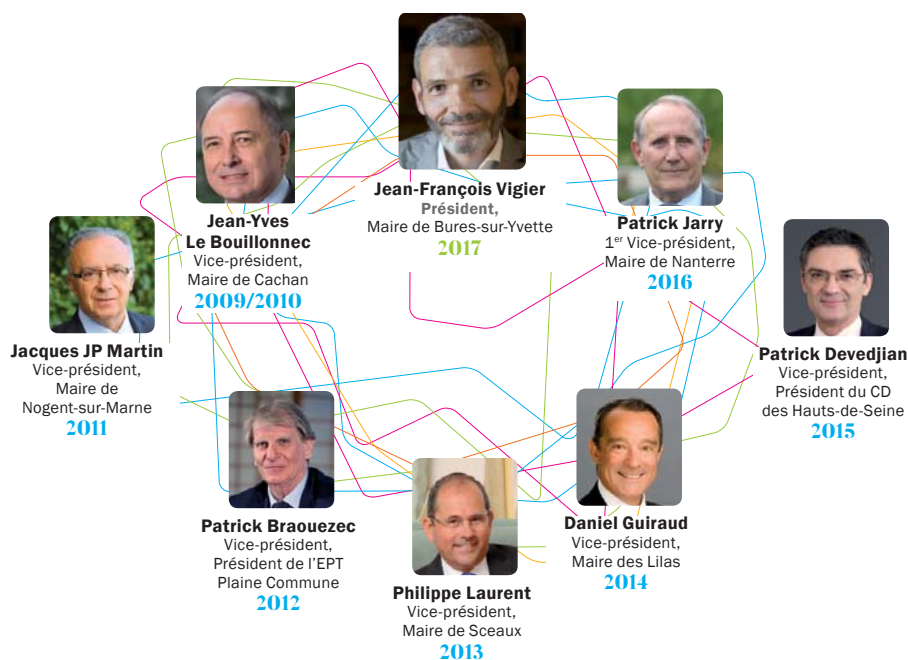 Jean-François Vigier
Président,
Maire de Bures-sur-Yvette
2017
Jean-Yves
Le Bouillonnec
Vice-président,
Maire de Cachan
2009/2010
Patrick Jarry
1er Vice-président,
Maire de Nanterre
2016
Jacques JP Martin
Vice-président,
Maire de
Nogent-sur-Marne
2011
Patrick Devedjian
Vice-président,
Président du CD
des Hauts-de-Seine
2015
Patrick Braouezec
Vice-président,
Président de l’EPT
Plaine Commune
2012
Philippe Laurent
Vice-président,
Maire de Sceaux
2013
Daniel Guiraud
Vice-président,
Maire des Lilas
2014